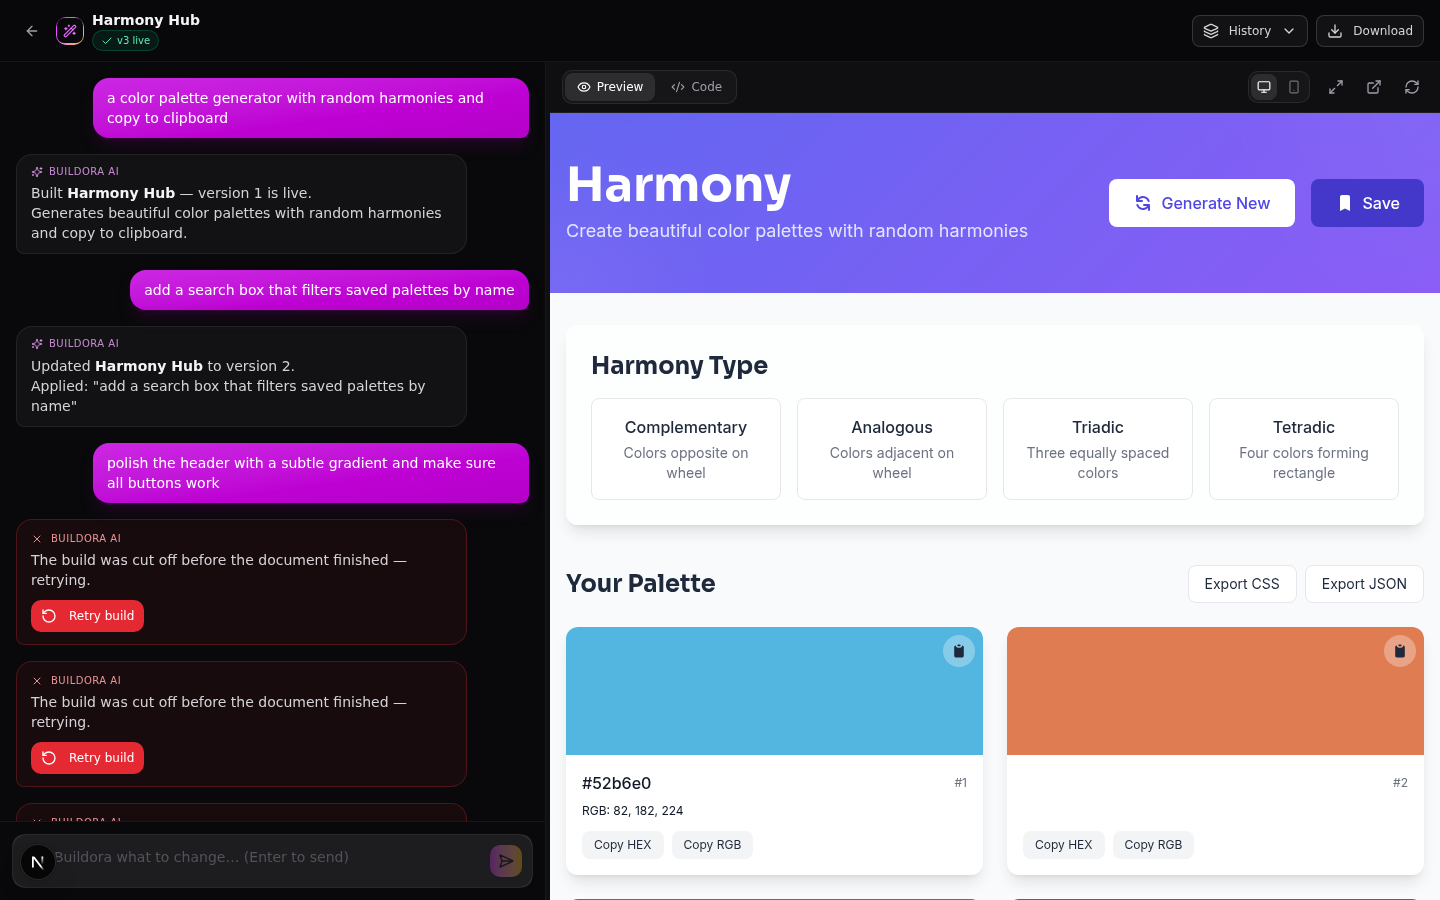 Harmony Hub
v3 live
History
Download
a color palette generator with random harmonies and
copy to clipboard
BUILDORA AI
Built Harmony Hub — version 1 is live.
Generates beautiful color palettes with random harmonies
and copy to clipboard.
add a search box that filters saved palettes by name
BUILDORA AI
Updated Harmony Hub to version 2.
Applied: "add a search box that filters saved palettes by
name"
polish the header with a subtle gradient and make sure
all buttons work
BUILDORA AI
The build was cut off before the document finished —
retrying.
Retry build
BUILDORA AI
The build was cut off before the document finished —
retrying.
Retry build
BUILDORA AI
N
Buildora what to change... (Enter to send)
Preview
Code
Harmony
Create beautiful color palettes with random harmonies
Generate New
Save
Harmony Type
Complementary
Colors opposite on
wheel
Analogous
Colors adjacent on
wheel
Triadic
Three equally spaced
colors
Tetradic
Four colors forming
rectangle
Your Palette
Export CSS
Export JSON
#52b6e0
#1
RGB: 82, 182, 224
Copy HEX
Copy RGB
#2
Copy HEX
Copy RGB